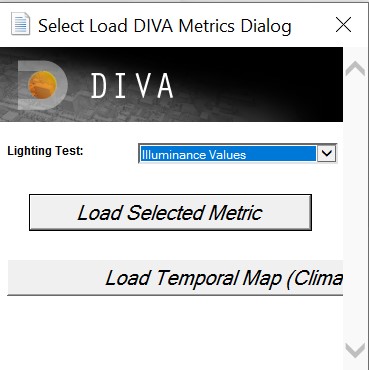 Select Load DIVA Metrics Dialog
DIVA
Lighting Test:
Illuminance Values
Load Selected Metric
Load Temporal Map (Clima